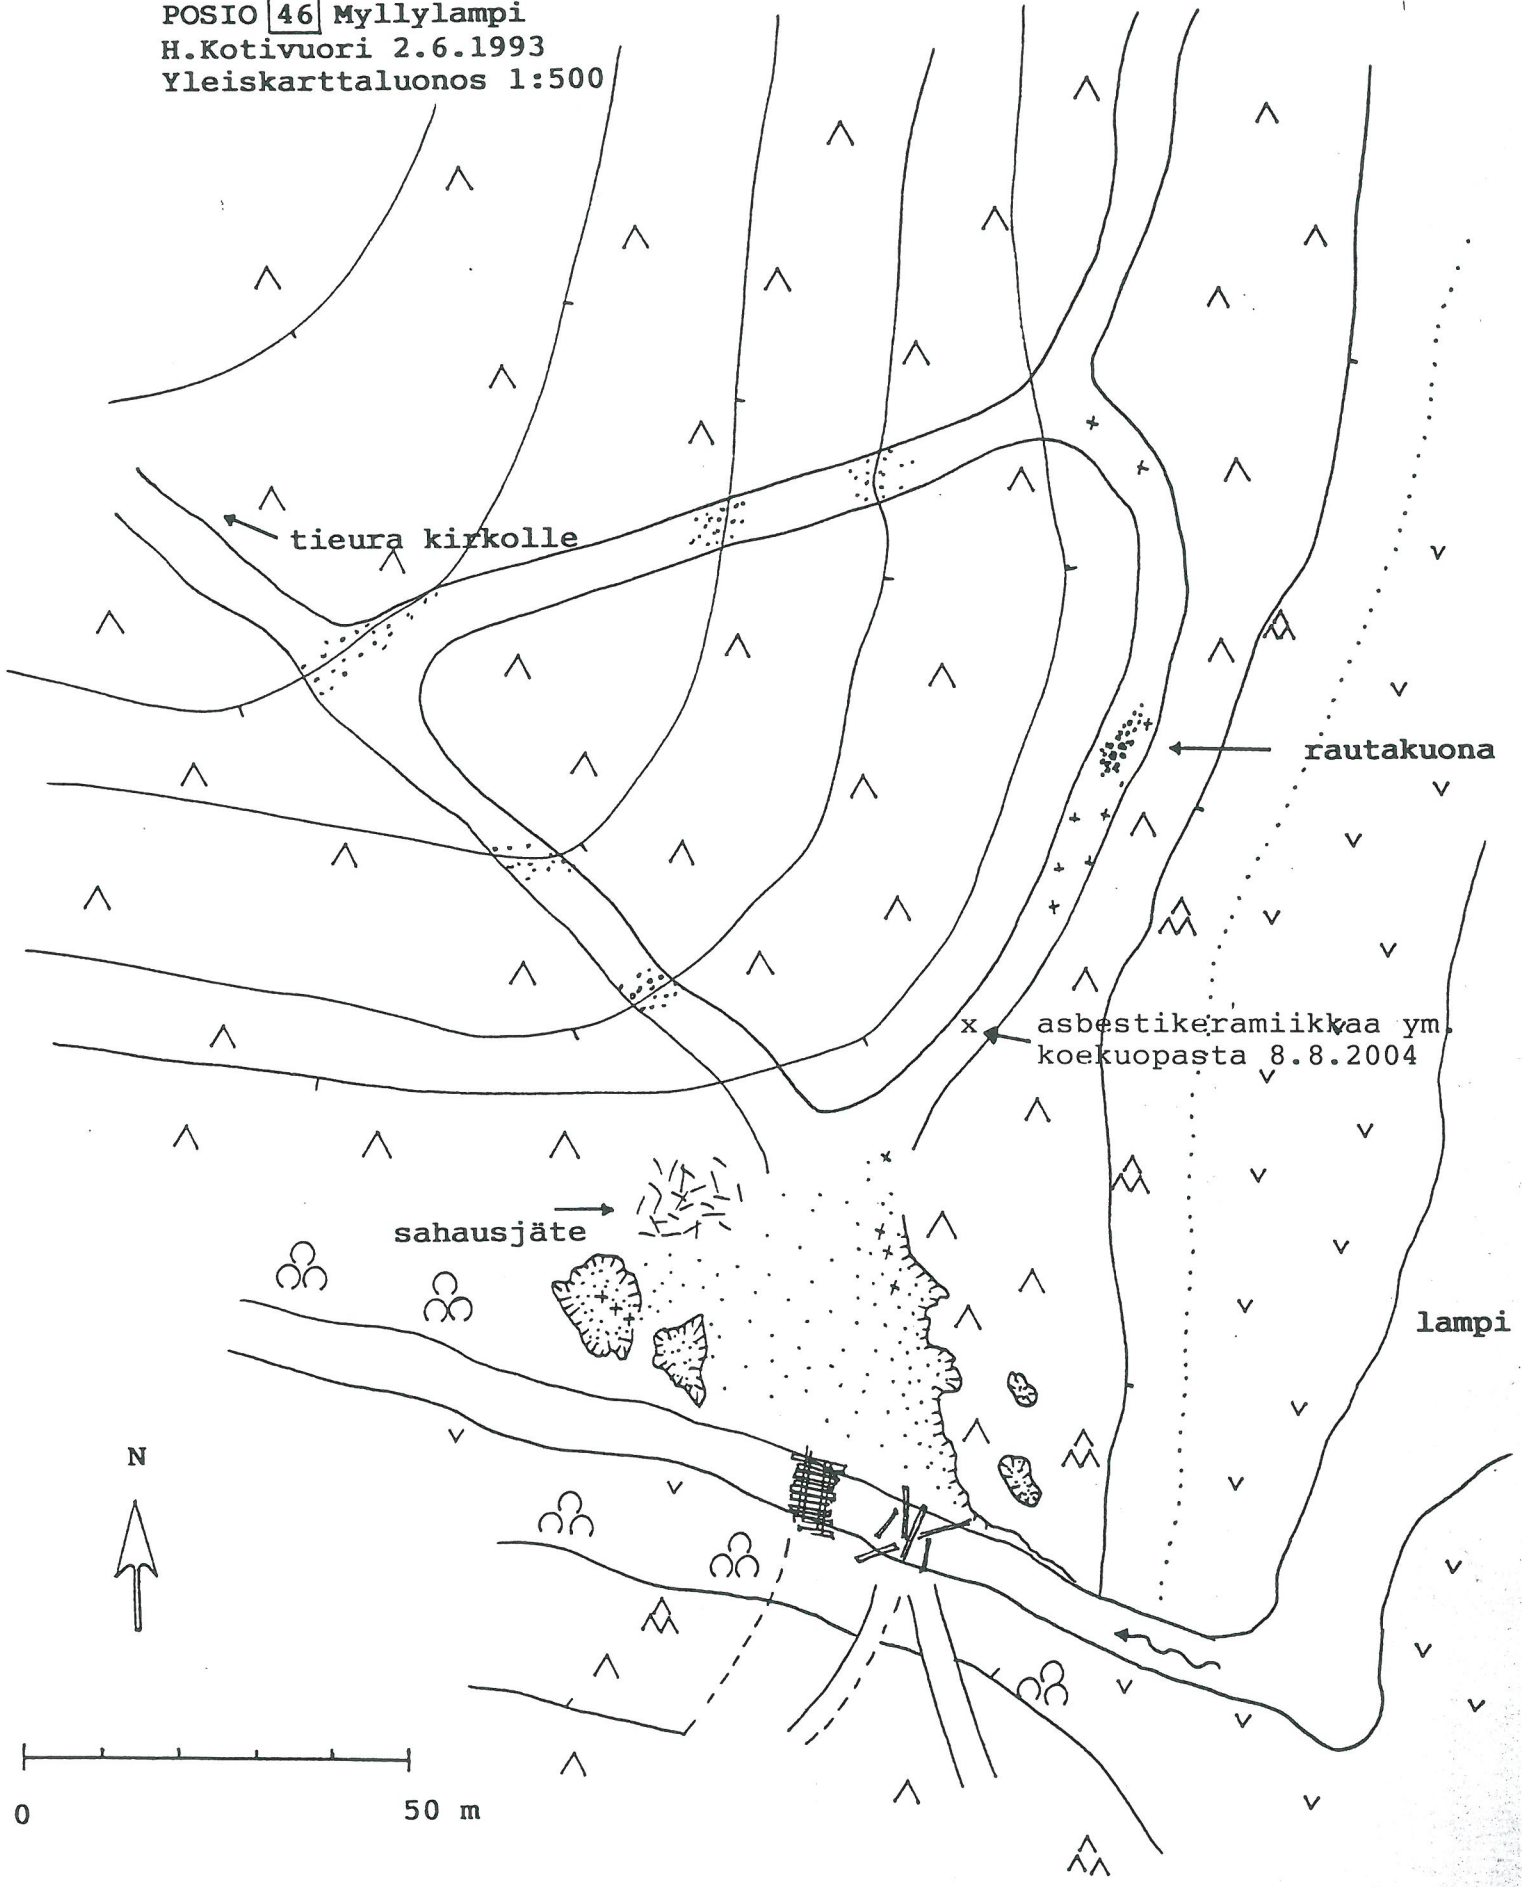 POSIO 46 Myllylampi
H.Kotivuori 2.6.1993
Yleiskarttaluonos 1:500
tieura kirkolle
rautakuona
x
asbestikeramiikkaa ym.
koekuopasta 8.8.2004
sahausjäte
lampi
N
0
50 m